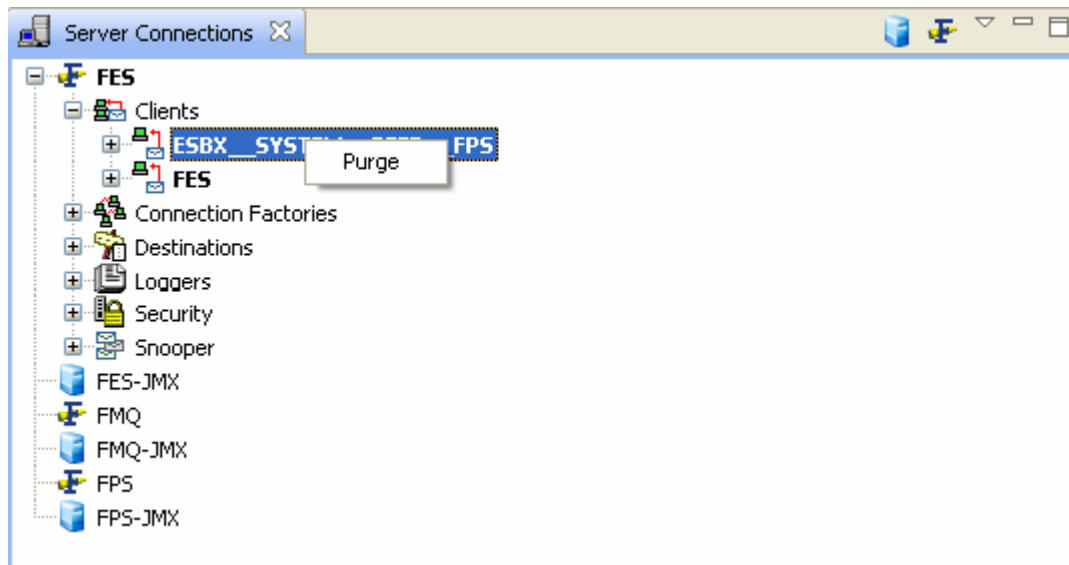 Server Connections
FES
Clients
ESBX__SYST FPS
Purge
FES
Connection Factories
Destinations
Loggers
Security
Snooper
FES-JMX
FMQ
FMQ-JMX
FPS
FPS-JMX